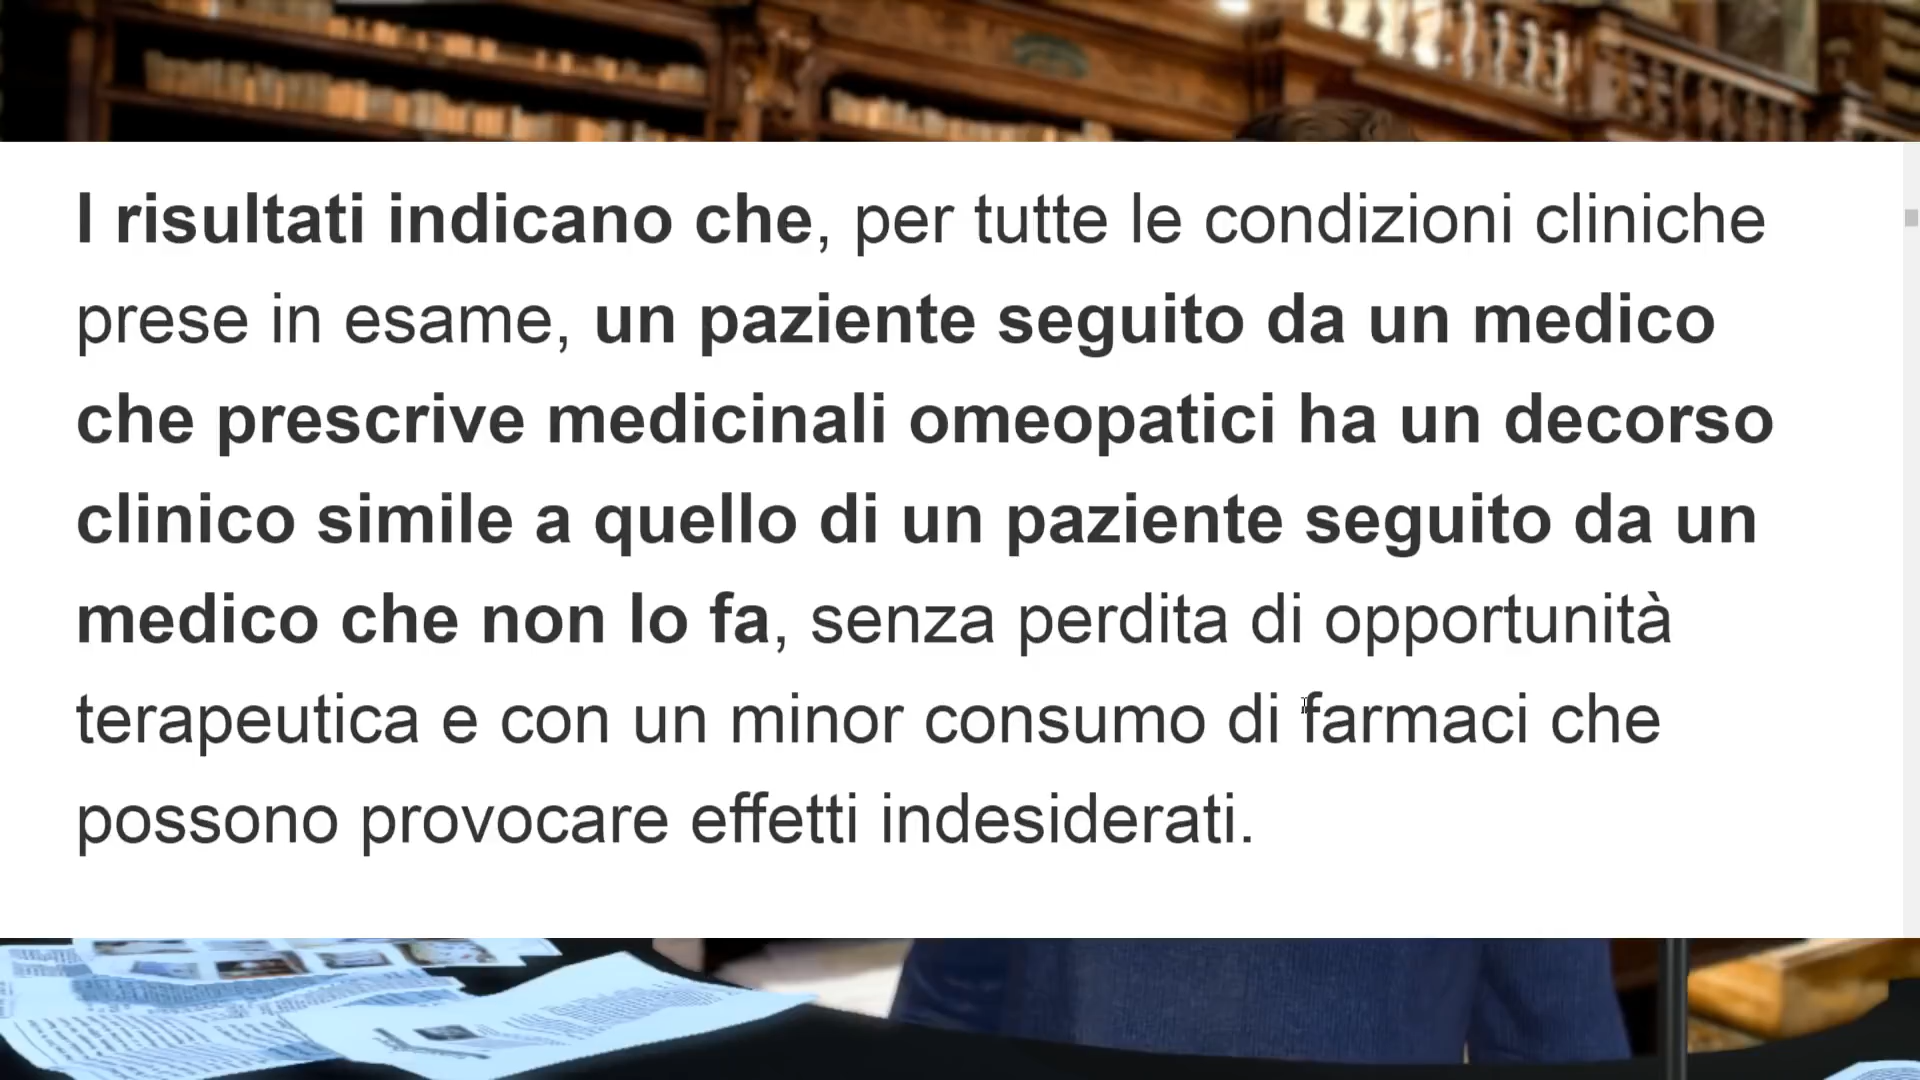 I risultati indicano che, per tutte le condizioni cliniche
prese in esame, un paziente seguito da un medico
che prescrive medicinali omeopatici ha un decorso
clinico simile a quello di un paziente seguito da un
medico che non lo fa, senza perdita di opportunità
terapeutica e con un minor consumo di farmaci che
possono provocare effetti indesiderati.